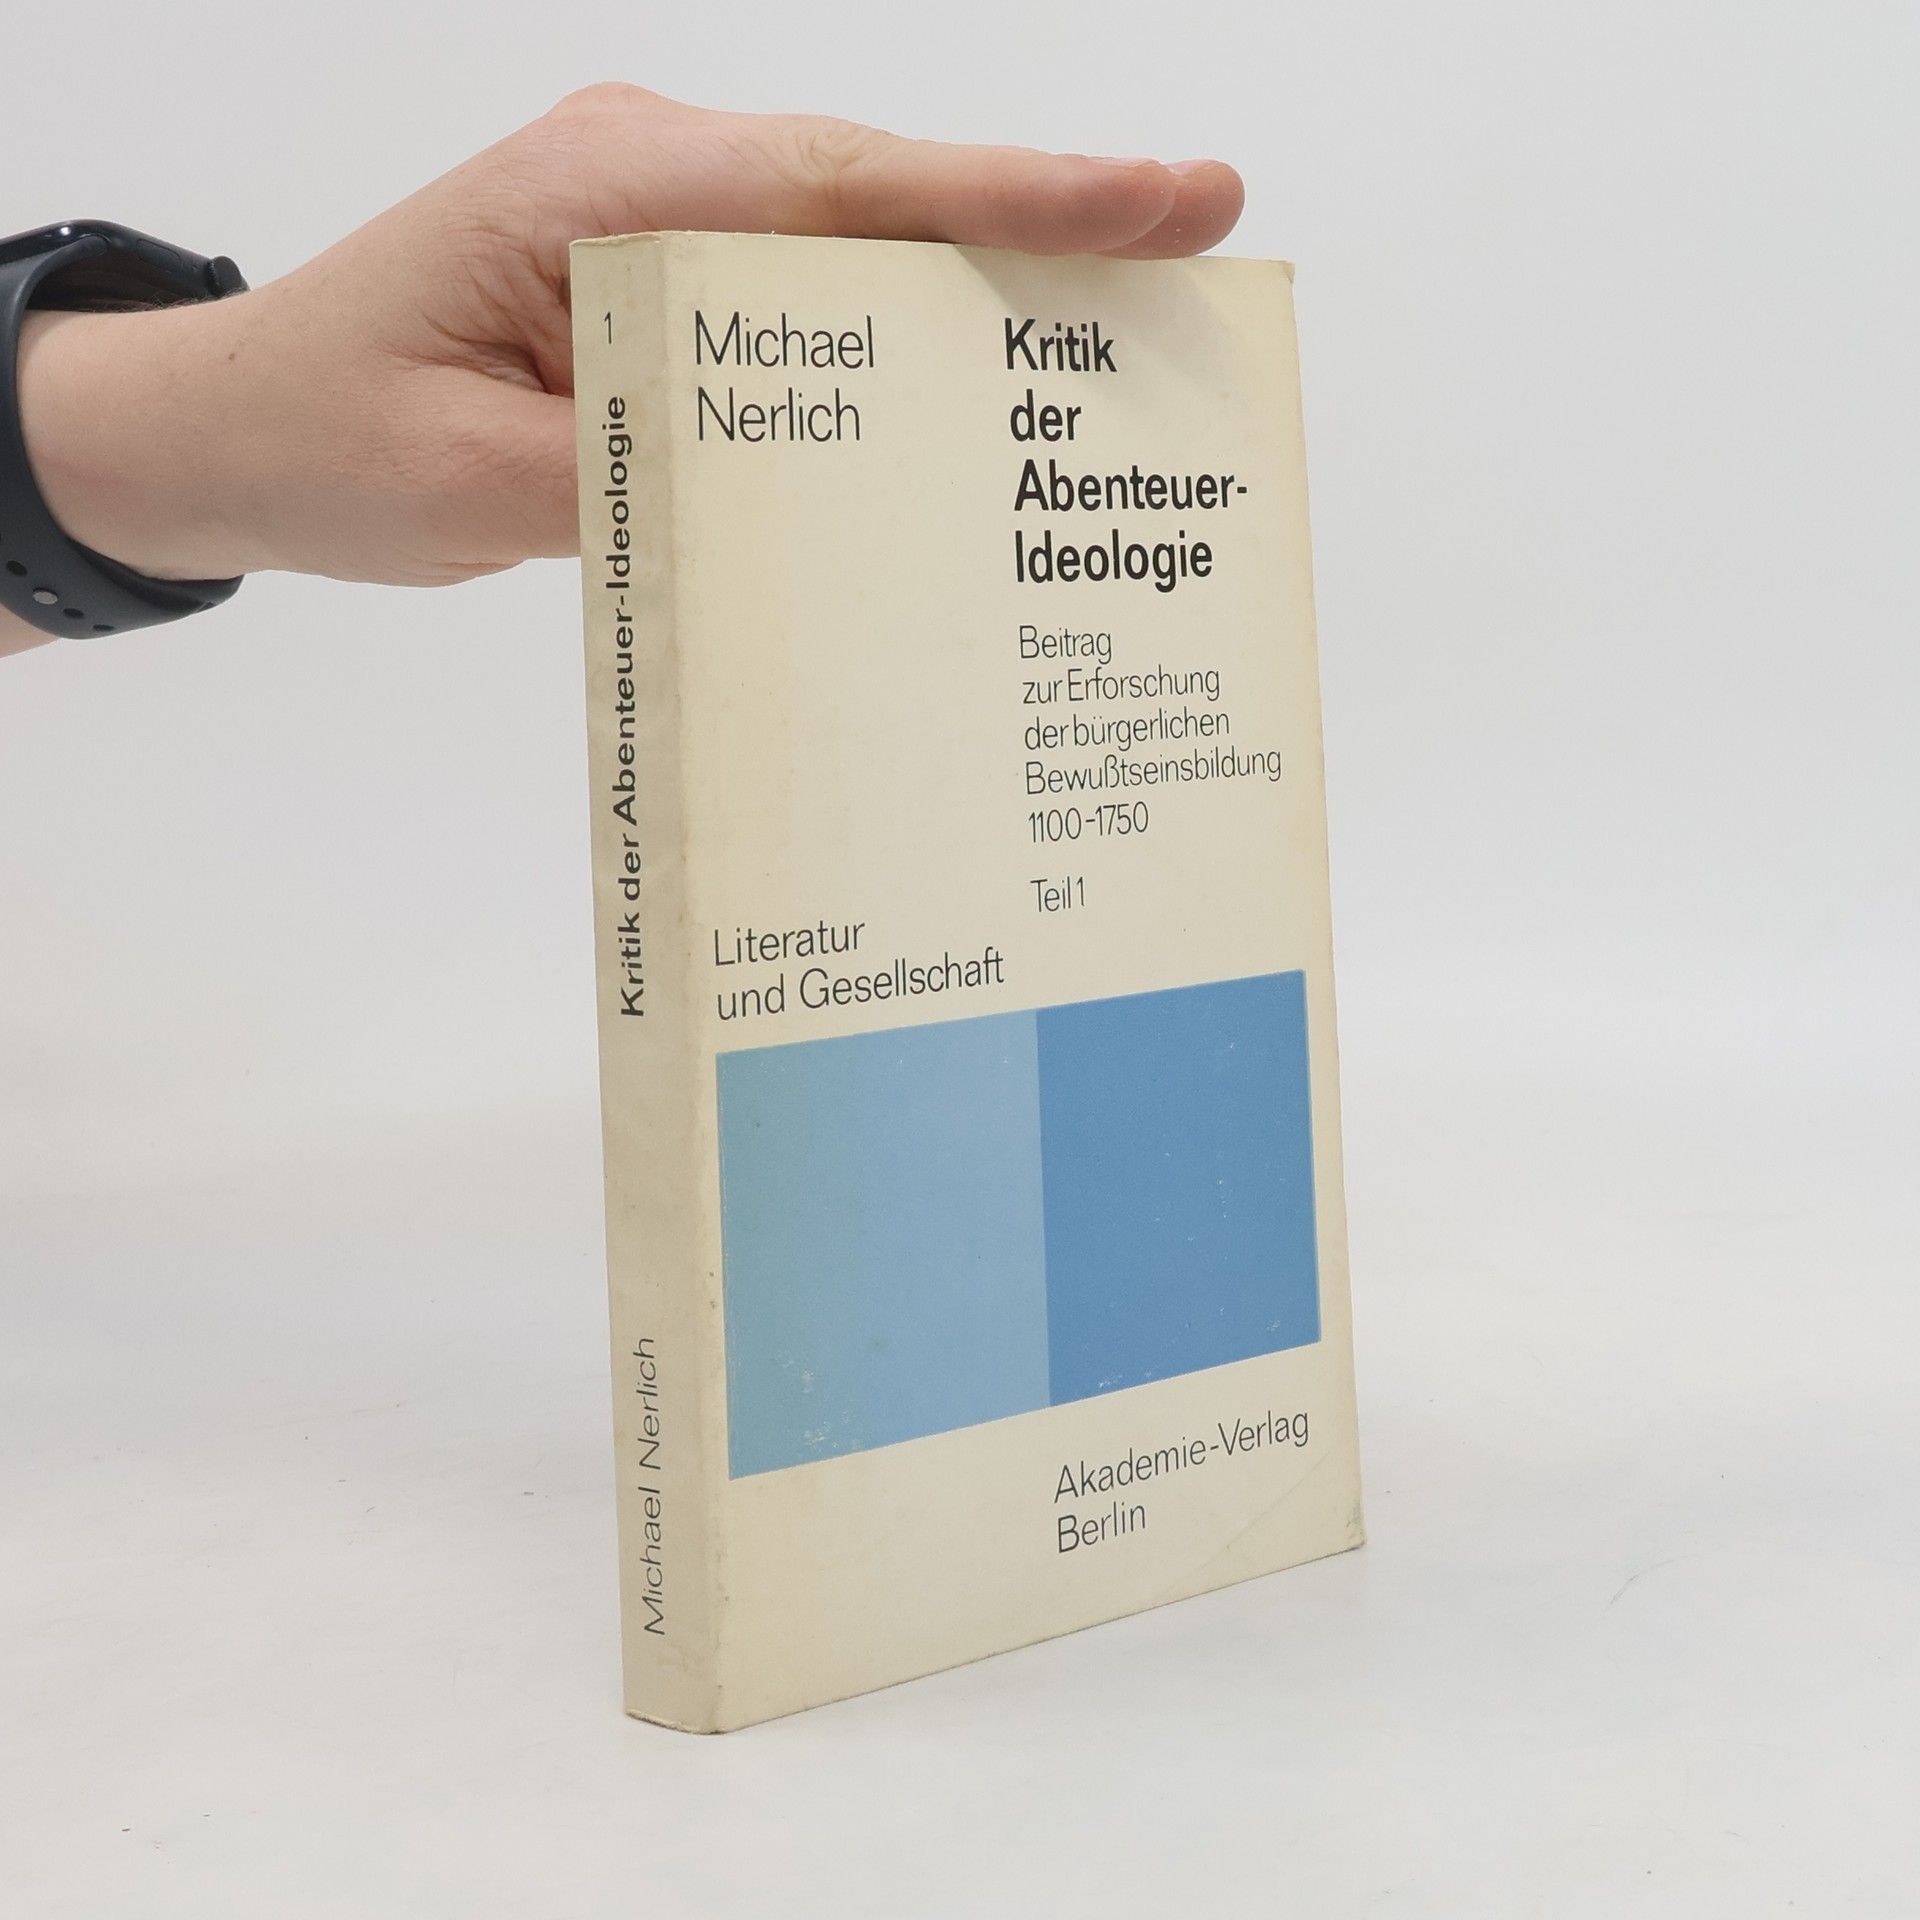 Michael
Nerlich
Kritik
der
Abenteuer-
Ideologie
Beitrag
zur Erforschung
der bürgerlichen
Bewußtseinsbildung
1100-1750
Teil 1
Literatur
und Gesellschaft
Akademie-Verlag
Berlin
Michael Nerlich Kritik der Abenteuer-Ideologie 1